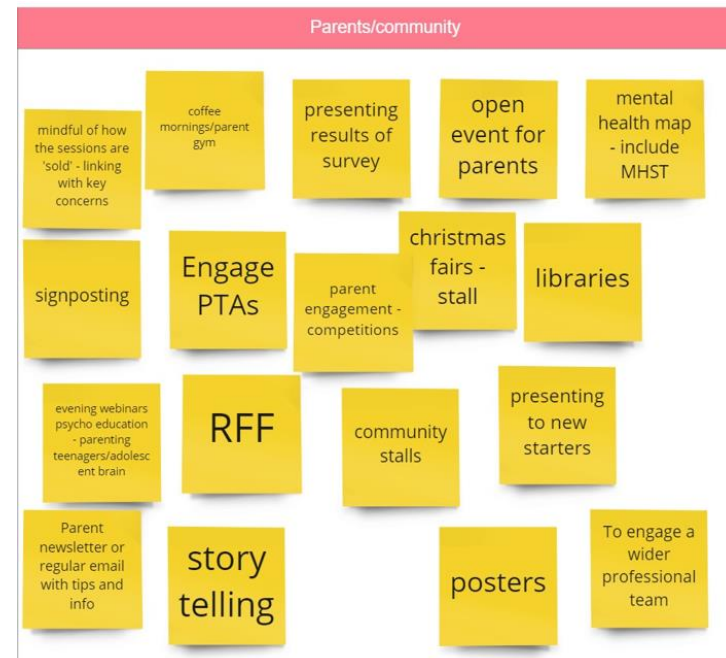 Parents/community
mindful of how
the sessions are
'sold' - linking
with key
concerns
coffee
mornings/parent
gym
presenting
results of
survey
open
event for
parents
mental
health map
- include
MHST
signposting
Engage
PTAs
parent
engagement -
competitions
christmas
fairs -
stall
libraries
evening webinars
psycho education
- parenting
teenagers/adolesc
ent brain
RFF
community
stalls
presenting
to new
starters
Parent
newsletter or
regular email
with tips and
info
story
telling
posters
To engage a
wider
professional
team